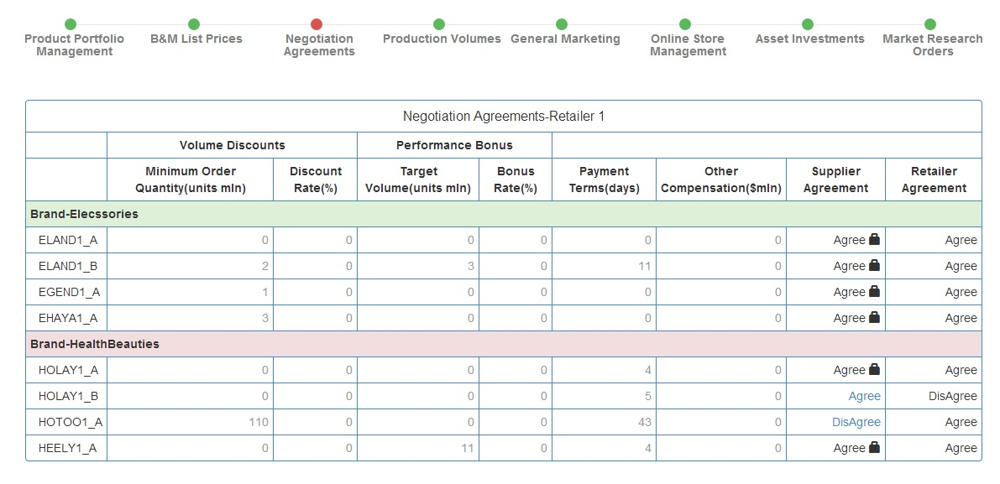 Product Portfolio Management B&M List Prices Negotiation Agreements Production Volumes General Marketing Online Store Management Asset Investments Market Research Orders
Negotiation Agreements-Retailer 1
Volume Discounts Performance Bonus
Minimum Order Quantity(units mln) Discount Rate(%) Target Volume(units mln) Bonus Rate(%) Payment Terms(days) Other Compensation($mln) Supplier Agreement Retailer Agreement
Brand-Elecssories
ELAND1_A 0 0 0 0 0 0 Agree Agree
ELAND1_B 2 0 3 0 11 0 Agree Agree
EGEND1_A 1 0 0 0 0 0 Agree Agree
EHAYA1_A 3 0 0 0 0 0 Agree Agree
Brand-HealthBeauties
HOLAY1_A 0 0 0 0 4 0 Agree Agree
HOLAY1_B 0 0 0 0 5 0 Agree DisAgree
HOTOO1_A 110 0 0 0 43 0 DisAgree Agree
HEELY1_A 0 0 11 0 4 0 Agree Agree